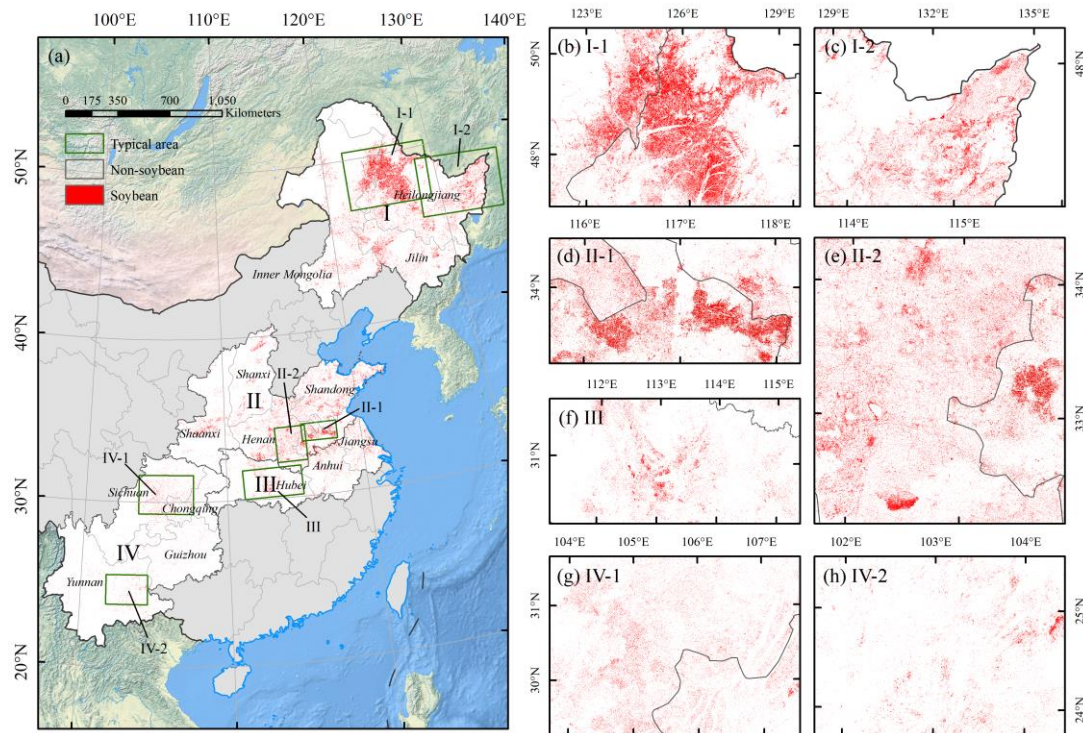 100°E
110°E
120°E
130°E
140°E
(a)
0 175 350 700 1,050
Kilometers
Typical area
Non-soybean
Soybean
50°N
40°N
30°N
20°N
I-1
I-2
Heilongjiang
I
Jilin
Inner Mongolia
Shanxi
II-2
Shandong
II
II-1
Shaanxi
Henan
Jiangsu
Anhui
IV-1
Sichuan
III
Hubei
Chongqing
III
IV
Guizhou
Yunnan
IV-2
100°E
110°E
120°E
123°E
126°E
129°E
50°N
48°N
(b) I-1
129°E
132°E
135°E
(c) I-2
48°N
116°E
117°E
118°E
34°N
(d) II-1
114°E
115°E
(e) II-2
34°N
33°N
112°E
113°E
114°E
115°E
31°N
(f) III
104°E
105°E
106°E
107°E
31°N
30°N
(g) IV-1
102°E
103°E
104°E
(h) IV-2
25°N
24°N